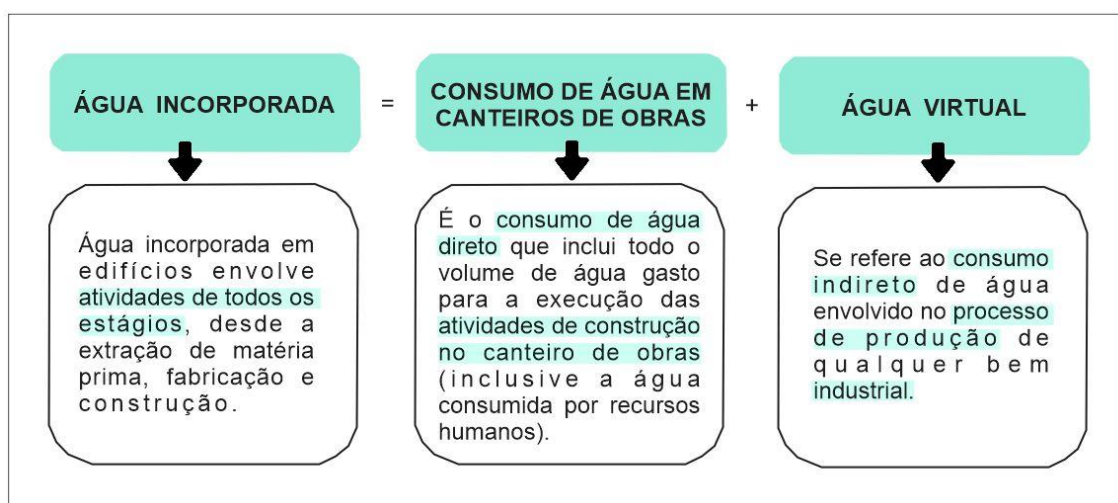 ÁGUA INCORPORADA
=
CONSUMO DE ÁGUA EM
CANTEIROS DE OBRAS
+
ÁGUA VIRTUAL
Água incorporada em
edifícios envolve
atividades de todos os
estágios, desde a
extração de matéria
prima, fabricação e
construção.
É o consumo de água
direto que inclui todo o
volume de água gasto
para a execução das
atividades de construção
no canteiro de obras
(inclusive a água
consumida por recursos
humanos).
Se refere ao consumo
indireto de água
envolvido no processo
de produção de
qualquer bem
industrial.